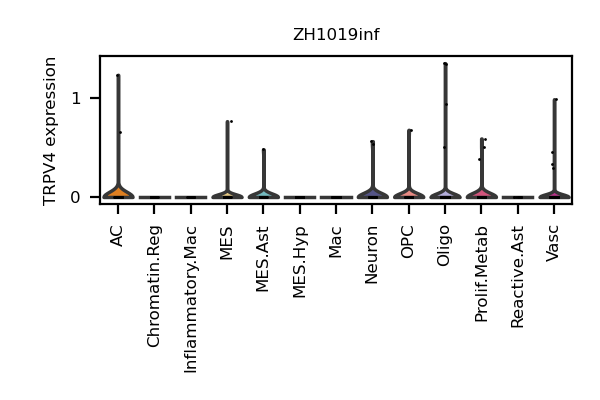 ZH1019inf
TRPV4 expression
1
0
AC
Chromatin.Reg
Inflammatory.Mac
MES
MES.Ast
MES.Hyp
Mac
Neuron
OPC
Oligo
Prolif.Metab
Reactive.Ast
Vasc